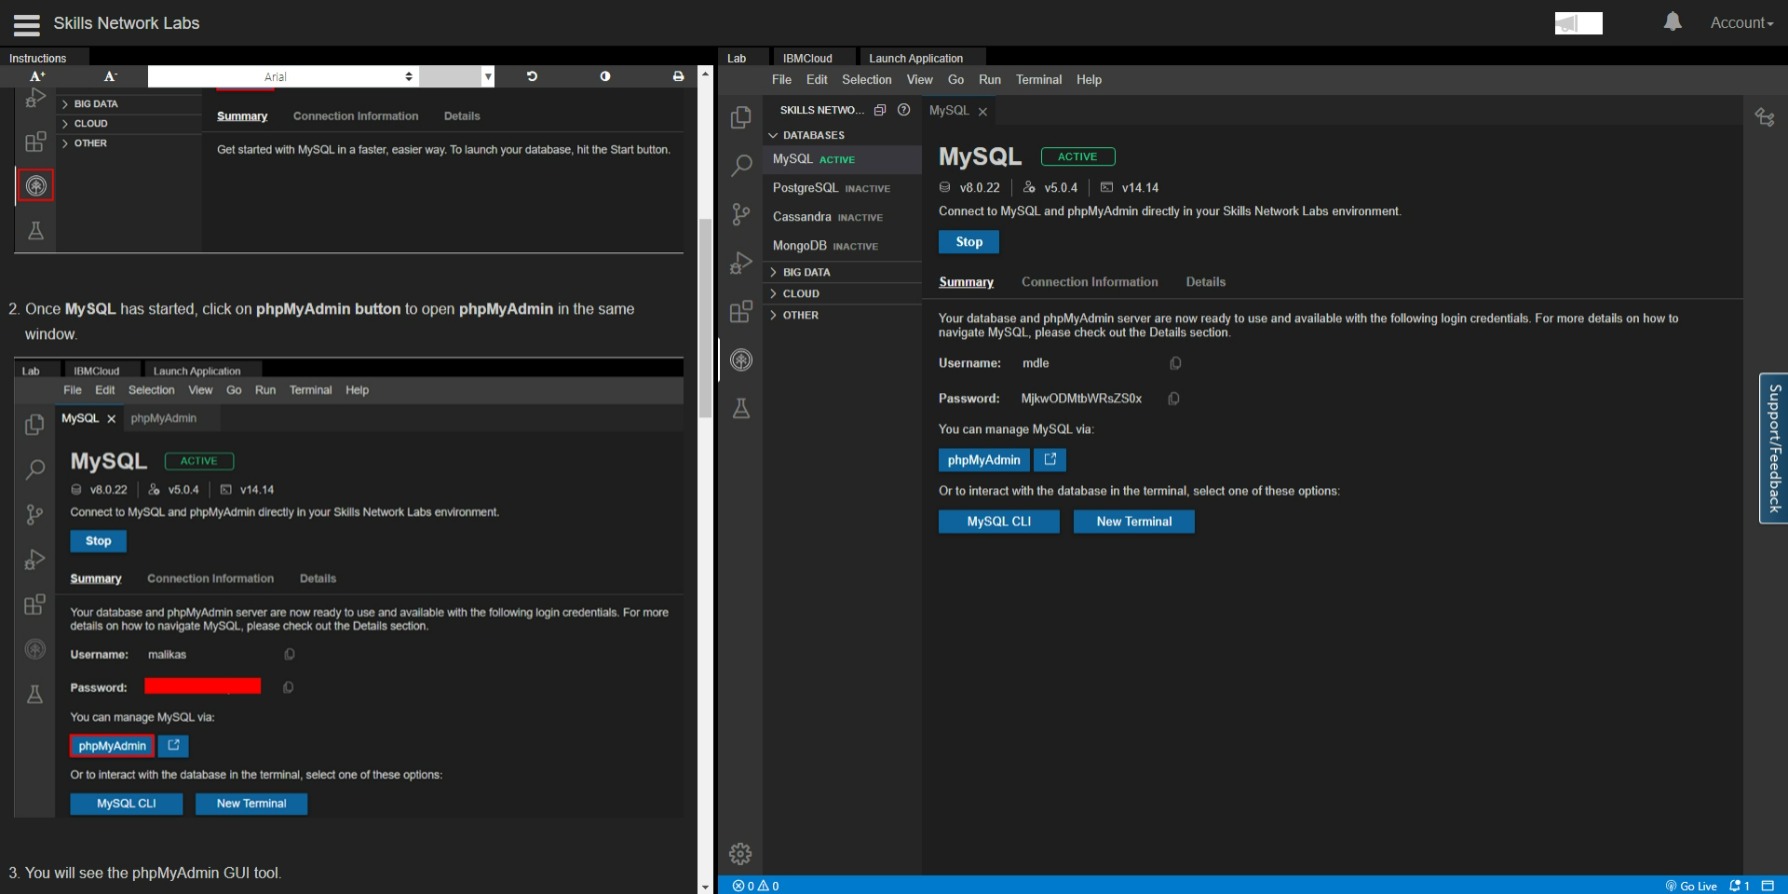 Skills Network Labs
Account
Instructions
A+ A- Arial
BIG DATA
CLOUD
OTHER
Summary Connection Information Details
Get started with MySQL in a faster, easier way. To launch your database, hit the Start button.
2. Once MySQL has started, click on phpMyAdmin button to open phpMyAdmin in the same
window.
Lab IBMCloud Launch Application
File Edit Selection View Go Run Terminal Help
MySQL phpMyAdmin
MySQL ACTIVE
v8.0.22 v5.0.4 v14.14
Connect to MySQL and phpMyAdmin directly in your Skills Network Labs environment.
Stop
Summary Connection Information Details
Your database and phpMyAdmin server are now ready to use and available with the following login credentials. For more
details on how to navigate MySQL, please check out the Details section.
Username: malikas
Password:
You can manage MySQL via:
phpMyAdmin
Or to interact with the database in the terminal, select one of these options:
MySQL CLI New Terminal
3. You will see the phpMyAdmin GUI tool.
Lab IBMCloud Launch Application
File Edit Selection View Go Run Terminal Help
SKILLS NETWO...
DATABASES
MySQL ACTIVE
PostgreSQL INACTIVE
Cassandra INACTIVE
MongoDB INACTIVE
BIG DATA
CLOUD
OTHER
MySQL
MySQL ACTIVE
v8.0.22 v5.0.4 v14.14
Connect to MySQL and phpMyAdmin directly in your Skills Network Labs environment.
Stop
Summary Connection Information Details
Your database and phpMyAdmin server are now ready to use and available with the following login credentials. For more details on how to
navigate MySQL, please check out the Details section.
Username: mdle
Password: MjkwODMtbWRsZS0x
You can manage MySQL via:
phpMyAdmin
Or to interact with the database in the terminal, select one of these options:
MySQL CLI New Terminal
Support/Feedback
0 0
Go Live 1